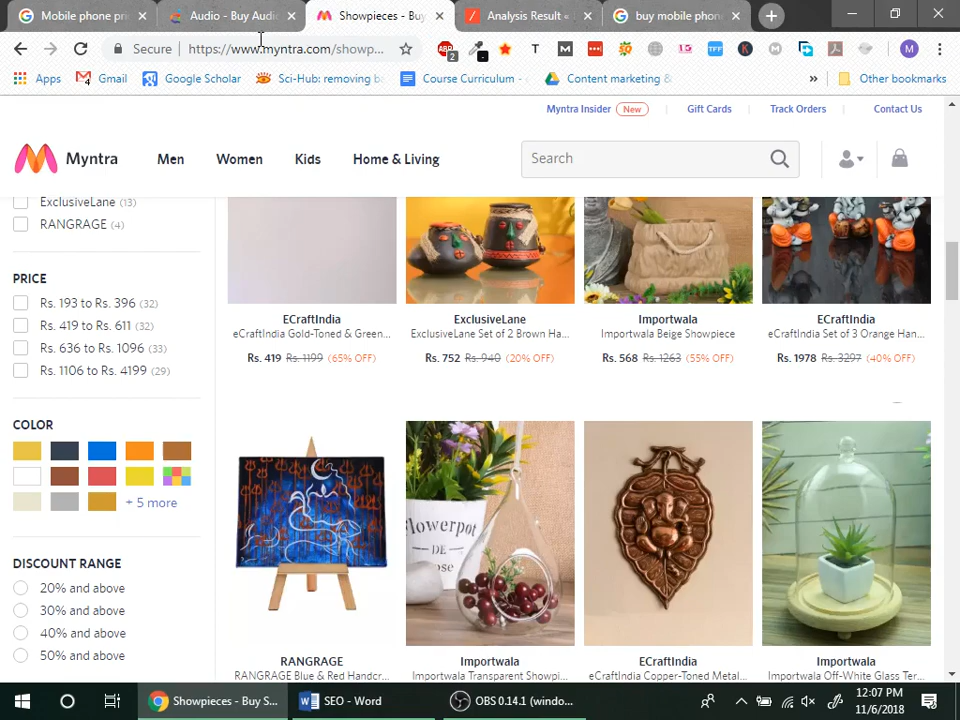 Mobile phone pri
Audio - Buy Audi
Showpieces - Buy
Analysis Result «
buy mobile phon
Secure
https://www.myntra.com/showp...
ABP
2
T
M
TFF
K
M
M
Apps
Gmail
Google Scholar
Sci-Hub: removing ba
Course Curriculum -
Content marketing &
»
Other bookmarks
Myntra Insider New
Gift Cards
Track Orders
Contact Us
Myntra
Men
Women
Kids
Home & Living
Search
ExclusiveLane (13)
RANGRAGE (4)
PRICE
Rs. 193 to Rs. 396 (32)
Rs. 419 to Rs. 611 (32)
Rs. 636 to Rs. 1096 (33)
Rs. 1106 to Rs. 4199 (29)
COLOR
+ 5 more
DISCOUNT RANGE
20% and above
30% and above
40% and above
50% and above
ECraftIndia
eCraftIndia Gold-Toned & Green...
Rs. 419 Rs. 1199 (65% OFF)
ExclusiveLane
ExclusiveLane Set of 2 Brown Ha...
Rs. 752 Rs. 940 (20% OFF)
Importwala
Importwala Beige Showpiece
Rs. 568 Rs. 1263 (55% OFF)
ECraftIndia
eCraftIndia Set of 3 Orange Han...
Rs. 1978 Rs. 3297 (40% OFF)
Flowerpot
DE
RANGRAGE
RANGRAGE Blue & Red Handcr...
Importwala
Importwala Transparent Showpi...
ECraftIndia
eCraftIndia Copper-Toned Metal...
Importwala
Importwala Off-White Glass Ter...
Showpieces - Buy S...
SEO - Word
OBS 0.14.1 (windo...
12:07 PM
11/6/2018